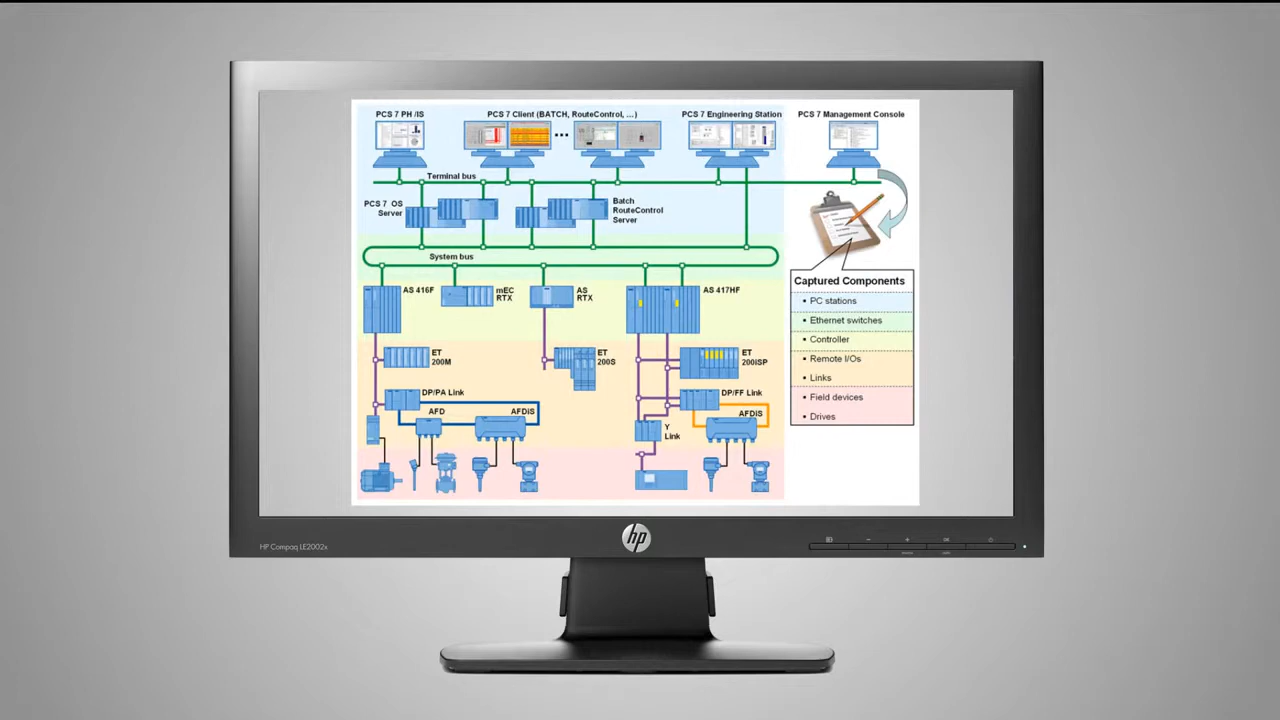 PCS 7 PH /IS
PCS 7 Client (BATCH, RouteControl, ...)
PCS 7 Engineering Station
PCS 7 Management Console
Terminal bus
PCS 7 OS
Server
Batch
RouteControl
Server
System bus
AS 416F
mEC
RTX
AS
RTX
AS 417HF
Captured Components
• PC stations
• Ethernet switches
• Controller
• Remote I/Os
• Links
• Field devices
• Drives
ET
200M
ET
200S
ET
200iSP
DP/PA Link
DP/FF Link
AFD
AFDiS
AFDiS
Y
Link
hp
HP Compaq LE2002x
OK